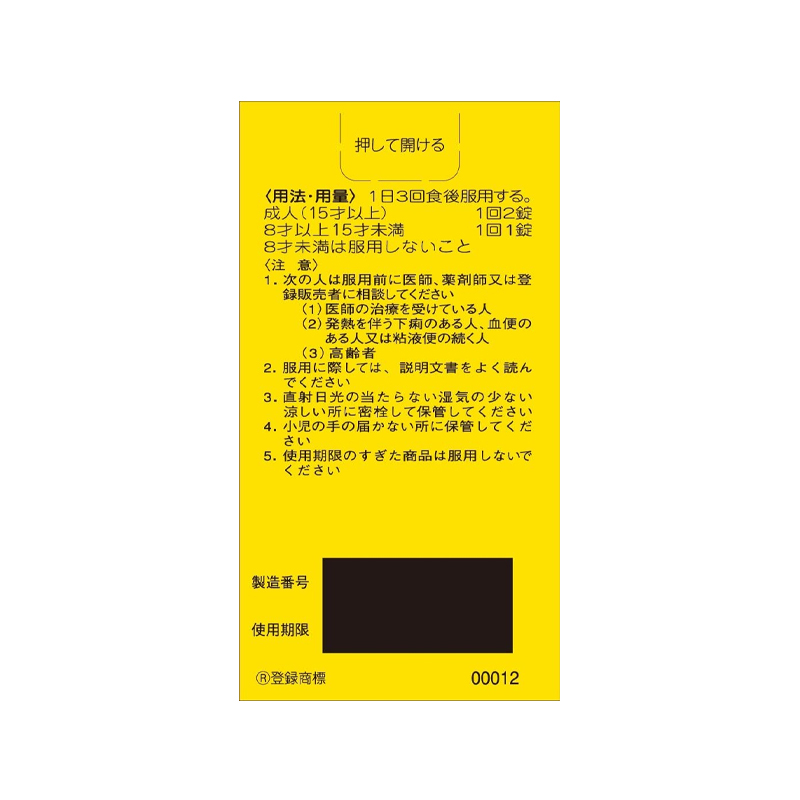 押して開ける
〈用法・用量〉 1日3回食後服用する。
成人(15才以上) 1回2錠
8才以上15才未満 1回1錠
8才未満は服用しないこと
〈注 意〉
1. 次の人は服用前に医師、薬剤師又は登
録販売者に相談してください
(1) 医師の治療を受けている人
(2) 発熱を伴う下痢のある人、血便の
ある人又は粘液便の続く人
(3) 高齢者
2. 服用に際しては、説明文書をよく読ん
でください
3. 直射日光の当たらない湿気の少ない
涼しい所に密栓して保管してください
4. 小児の手の届かない所に保管してくだ
さい
5. 使用期限のすぎた商品は服用しないで
ください
製造番号
使用期限
Ⓡ登録商標 00012